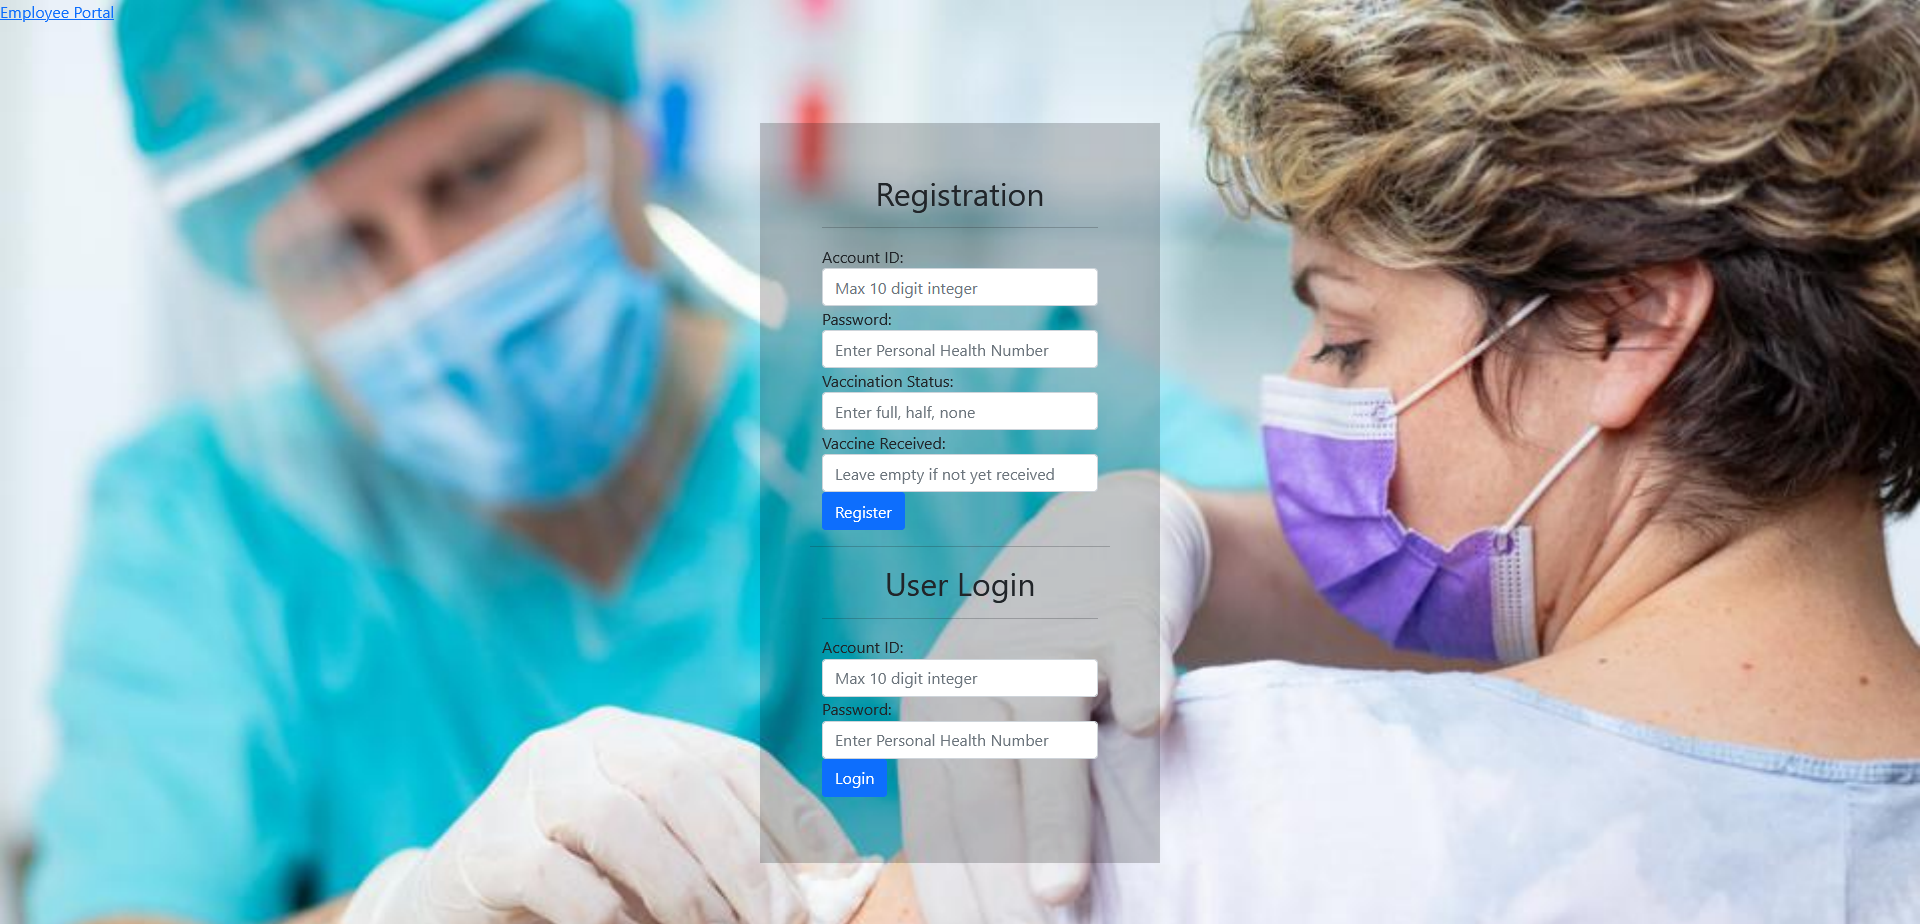 Employee Portal
Registration
Account ID:
Max 10 digit integer
Password:
Enter Personal Health Number
Vaccination Status:
Enter full, half, none
Vaccine Received:
Leave empty if not yet received
Register
User Login
Account ID:
Max 10 digit integer
Password:
Enter Personal Health Number
Login